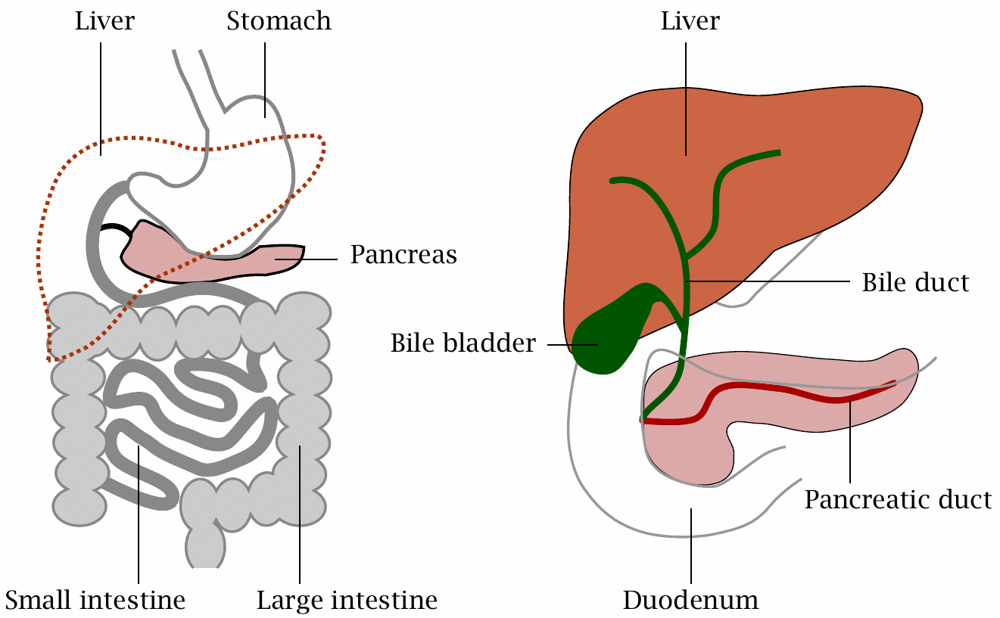 Liver
Stomach
Liver
Pancreas
Bile duct
Bile bladder
Pancreatic duct
Small intestine
Large intestine
Duodenum